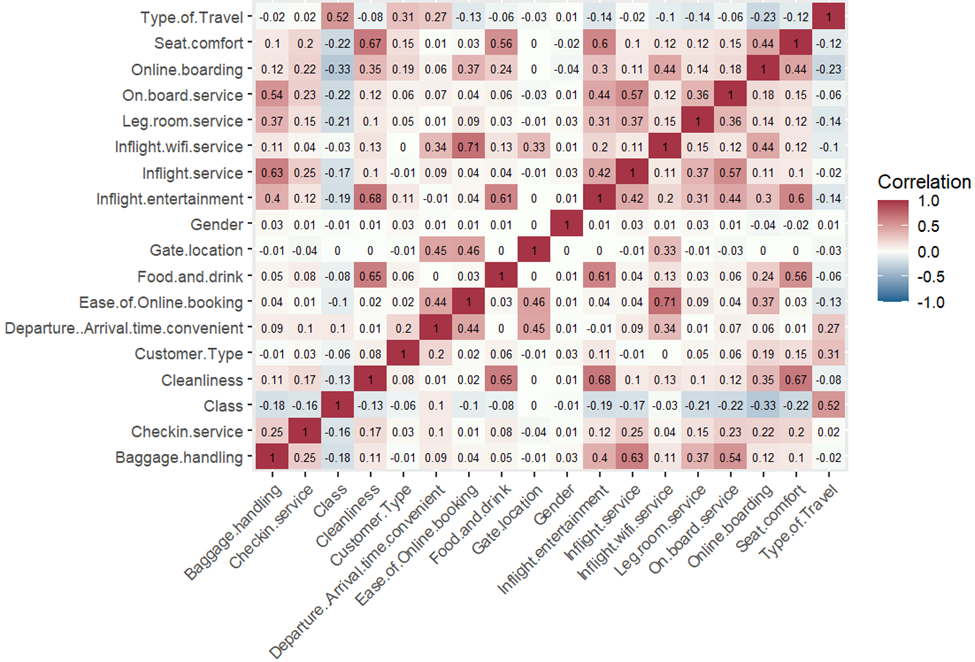 Type.of.Travel -0.02 0.02 0.52 -0.08 0.31 0.27 -0.13 -0.06 -0.03 0.01 -0.14 -0.02 -0.1 -0.14 -0.06 -0.23 -0.12 1
Seat.comfort 0.1 0.2 -0.22 0.67 0.15 0.01 0.03 0.56 0 -0.02 0.6 0.1 0.12 0.12 0.15 0.44 1 -0.12
Online.boarding 0.12 0.22 -0.33 0.35 0.19 0.06 0.37 0.24 0 -0.04 0.3 0.11 0.44 0.14 0.18 1 0.44 -0.23
On.board.service 0.54 0.23 -0.22 0.12 0.06 0.07 0.04 0.06 -0.03 0.01 0.44 0.57 0.12 0.36 1 0.18 0.15 -0.06
Leg.room.service 0.37 0.15 -0.21 0.1 0.05 0.01 0.09 0.03 -0.01 0.03 0.31 0.37 0.15 1 0.36 0.14 0.12 -0.14
Inflight.wifi.service 0.11 0.04 -0.03 0.13 0 0.34 0.71 0.13 0.33 0.01 0.2 0.11 1 0.15 0.12 0.44 0.12 -0.1
Inflight.service 0.63 0.25 -0.17 0.1 -0.01 0.09 0.04 0.04 -0.01 0.03 0.42 1 0.11 0.37 0.57 0.11 0.1 -0.02
Inflight.entertainment 0.4 0.12 -0.19 0.68 0.11 -0.01 0.04 0.61 0 0.01 1 0.42 0.2 0.31 0.44 0.3 0.6 -0.14
Gender 0.03 0.01 -0.01 0.01 0.03 0.01 0.01 0.01 0 1 0.01 0.03 0.01 0.03 0.01 -0.04 -0.02 0.01
Gate.location -0.01 -0.04 0 0 -0.01 0.45 0.46 0 1 0 0 -0.01 0.33 -0.01 -0.03 0 0 -0.03
Food.and.drink 0.05 0.08 -0.08 0.65 0.06 0 0.03 1 0 0.01 0.61 0.04 0.13 0.03 0.06 0.24 0.56 -0.06
Ease.of.Online.booking 0.04 0.01 -0.1 0.02 0.02 0.44 1 0.03 0.46 0.01 0.04 0.04 0.71 0.09 0.04 0.37 0.03 -0.13
Departure..Arrival.time.convenient 0.09 0.1 0.1 0.01 0.2 1 0.44 0 0.45 0.01 -0.01 0.09 0.34 0.01 0.07 0.06 0.01 0.27
Customer.Type -0.01 0.03 -0.06 0.08 1 0.2 0.02 0.06 -0.01 0.03 0.11 -0.01 0 0.05 0.06 0.19 0.15 0.31
Cleanliness 0.11 0.17 -0.13 1 0.08 0.01 0.02 0.65 0 0.01 0.68 0.1 0.13 0.1 0.12 0.35 0.67 -0.08
Class -0.18 -0.16 1 -0.13 -0.06 0.1 -0.1 -0.08 0 -0.01 -0.19 -0.17 -0.03 -0.21 -0.22 -0.33 -0.22 0.52
Checkin.service 0.25 1 -0.16 0.17 0.03 0.1 0.01 0.08 -0.04 0.01 0.12 0.25 0.04 0.15 0.23 0.22 0.2 0.02
Baggage.handling 1 0.25 -0.18 0.11 -0.01 0.09 0.04 0.05 -0.01 0.03 0.4 0.63 0.11 0.37 0.54 0.12 0.1 -0.02
Baggage.handling
Checkin.service
Class
Cleanliness
Customer.Type
Departure..Arrival.time.convenient
Ease.of.Online.booking
Food.and.drink
Gate.location
Gender
Inflight.entertainment
Inflight.service
Inflight.wifi.service
Leg.room.service
On.board.service
Online.boarding
Seat.comfort
Type.of.Travel
Correlation
1.0
0.5
0.0
-0.5
-1.0